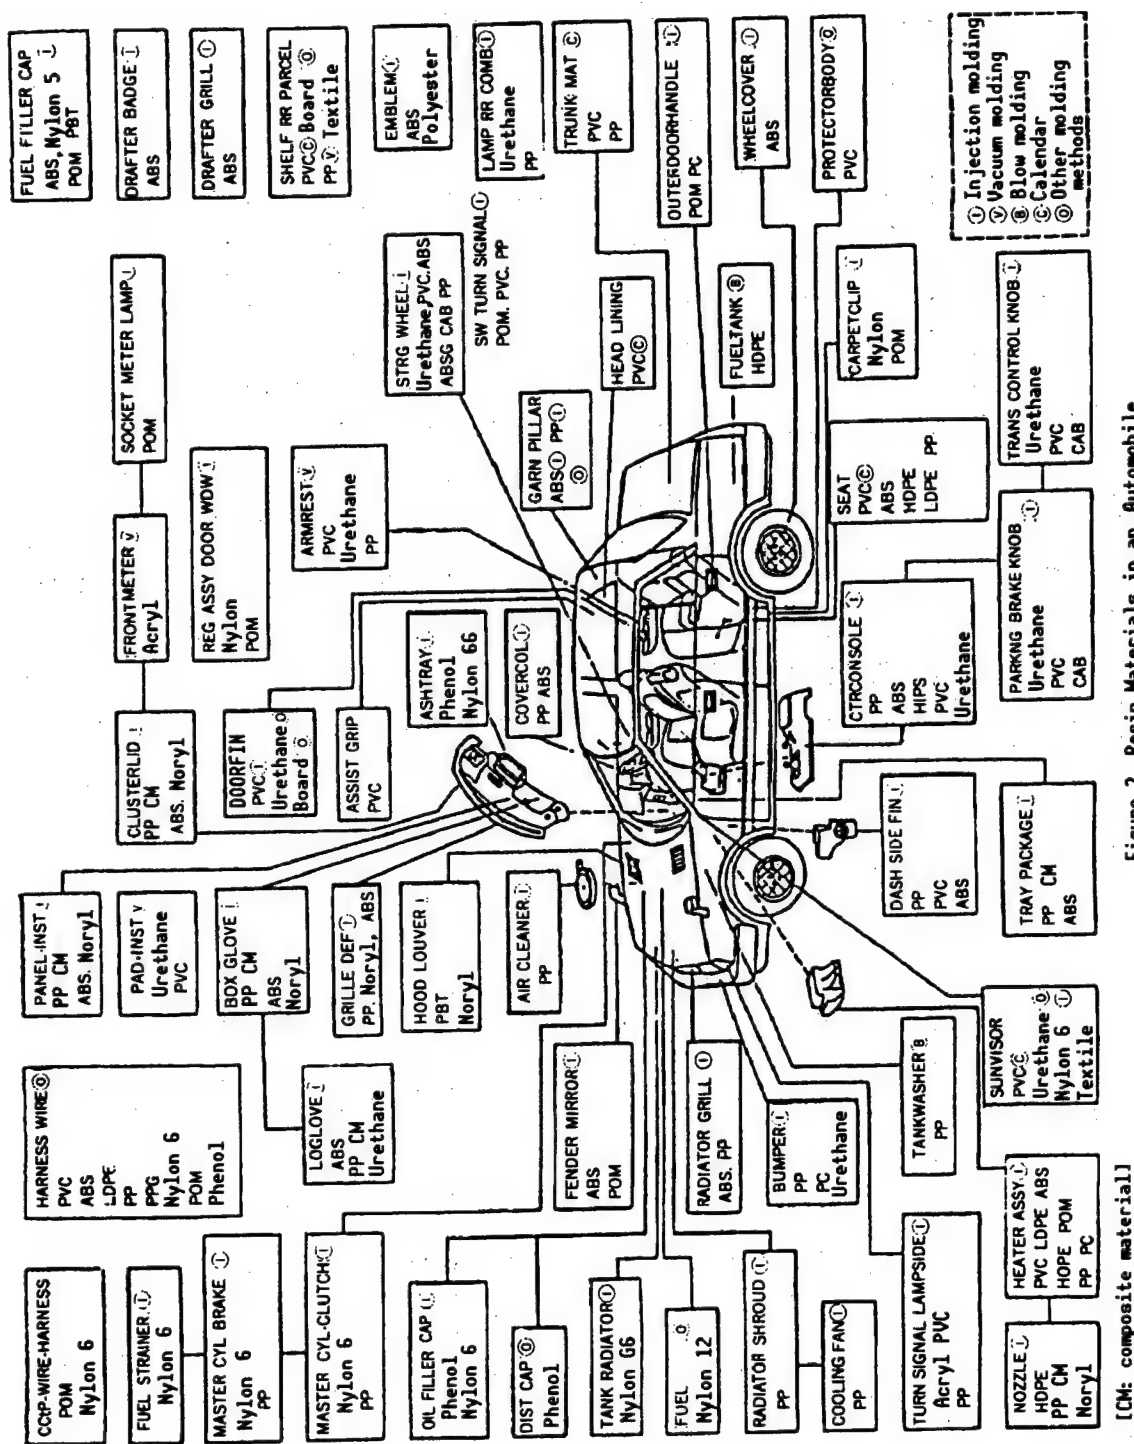 CCtP-WIRE-HARNESS
POM
Nylon 6
FUEL STRAINER Ⓘ
Nylon 6
MASTER CYL BRAKE Ⓘ
Nylon 6
PP
MASTER CYL-CLUTCH Ⓘ
Nylon 6
PP
OIL FILLER CAP Ⓘ
Phenol
Nylon 6
DIST CAP Ⓞ
Phenol
TANK RADIATOR Ⓘ
Nylon G6
FUEL O
Nylon 12
RADIATOR SHROUD Ⓘ
PP
COOLING FAN Ⓘ
PP
TURN SIGNAL LAMPSIDE Ⓘ
Acryl PVC
PP
NOZZLE Ⓘ
HDPE
PP CM
Noryl
HARNESS WIRE Ⓞ
PVC
ABS
LDPE
PP
PPG
Nylon 6
POM
Phenol
LOGLOVE Ⓘ
ABS
PP CM
Urethane
FENDER MIRROR Ⓘ
ABS
POM
RADIATOR GRILL Ⓘ
ABS. PP
BUMPER Ⓘ
PP
PC
Urethane
TANKWASHER B
PP
HEATER ASSY Ⓘ
PVC LDPE ABS
HOPE POM
PP PC
SUNVISOR
PVC Ⓒ
Urethane Ⓞ
Nylon 6 Ⓘ
Textile
PANEL-INST I
PP CM
ABS. Noryl
PAD-INST V
Urethane
PVC
BOX GLOVE I
PP CM
ABS
Noryl
GRILLE DEF Ⓘ
PP. Noryl, ABS
HOOD LOUVER I
PBT
Noryl
AIR CLEANER Ⓘ
PP
DASH SIDE FIN Ⓘ
PP
PVC
ABS
TRAY PACKAGE Ⓘ
PP CM
ABS
CLUSTERLID I
PP CM
ABS. Noryl
FRONTMETER V
Acryl
SOCKET METER LAMP I
POM
REG ASSY DOOR WDW I
Nylon
POM
DOORFIN
PVC Ⓘ
Urethane O
Board O
ASSIST GRIP
PVC
ARMREST V
PVC
Urethane
PP
ASHTRAY Ⓘ
Phenol
Nylon 66
COVERCOL Ⓘ
PP ABS
GARN PILLAR
ABS Ⓘ PP Ⓘ
Ⓞ
STRG WHEEL I
Urethane, PVC. ABS
ABSG CAB PP
SW TURN SIGNAL Ⓘ
POM. PVC. PP
HEAD LINING
PVC Ⓒ
FUELTANK Ⓑ
HDPE
CARPETCLIP I
Nylon
POM
SEAT
PVC Ⓒ
ABS
HDPE
LDPE PP
CTRCONSOLE Ⓘ
PP
ABS
HIPS
PVC
Urethane
PARKNG BRAKE KNOB Ⓘ
Urethane
PVC
CAB
TRANS CONTROL KNOB Ⓘ
Urethane
PVC
CAB
FUEL FILLER CAP
ABS, Nylon 5 I
POM PBT
DRAFTER BADGE I
ABS
DRAFTER GRILL Ⓘ
ABS
SHELF RR PARCEL
PVC Ⓒ Board Ⓞ
PP Ⓥ Textile
EMBLEM Ⓘ
ABS
Polyester
LAMP RR COMB Ⓘ
Urethane
PP
TRUNK MAT Ⓒ
PVC
PP
OUTERDOORHANDLE Ⓘ
POM PC
WHEELCOVER Ⓘ
ABS
PROTECTORBODY Ⓞ
PVC
Ⓘ Injection molding
Ⓥ Vacuum molding
Ⓑ Blow molding
Ⓒ Calendar
Ⓞ Other molding
methods
[CM: composite material]
Figure 2. Resin Materials in an Automobile